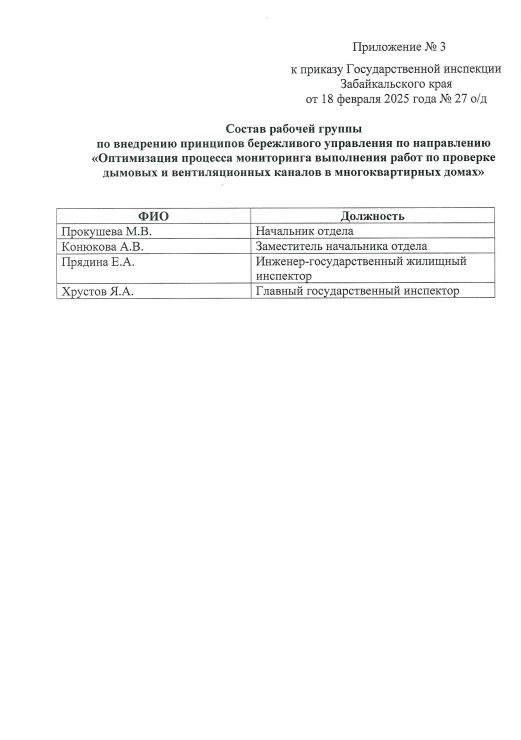 Приложение № 3
к приказу Государственной инспекции
Забайкальского края
от 18 февраля 2025 года № 27 о/д
Состав рабочей группы
по внедрению принципов бережливого управления по направлению
«Оптимизация процесса мониторинга выполнения работ по проверке
дымовых и вентиляционных каналов в многоквартирных домах»
ФИО Должность
Прокушева М.В. Начальник отдела
Конюкова А.В. Заместитель начальника отдела
Прядина Е.А. Инженер-государственный жилищный
инспектор
Хрустов Я.А. Главный государственный инспектор